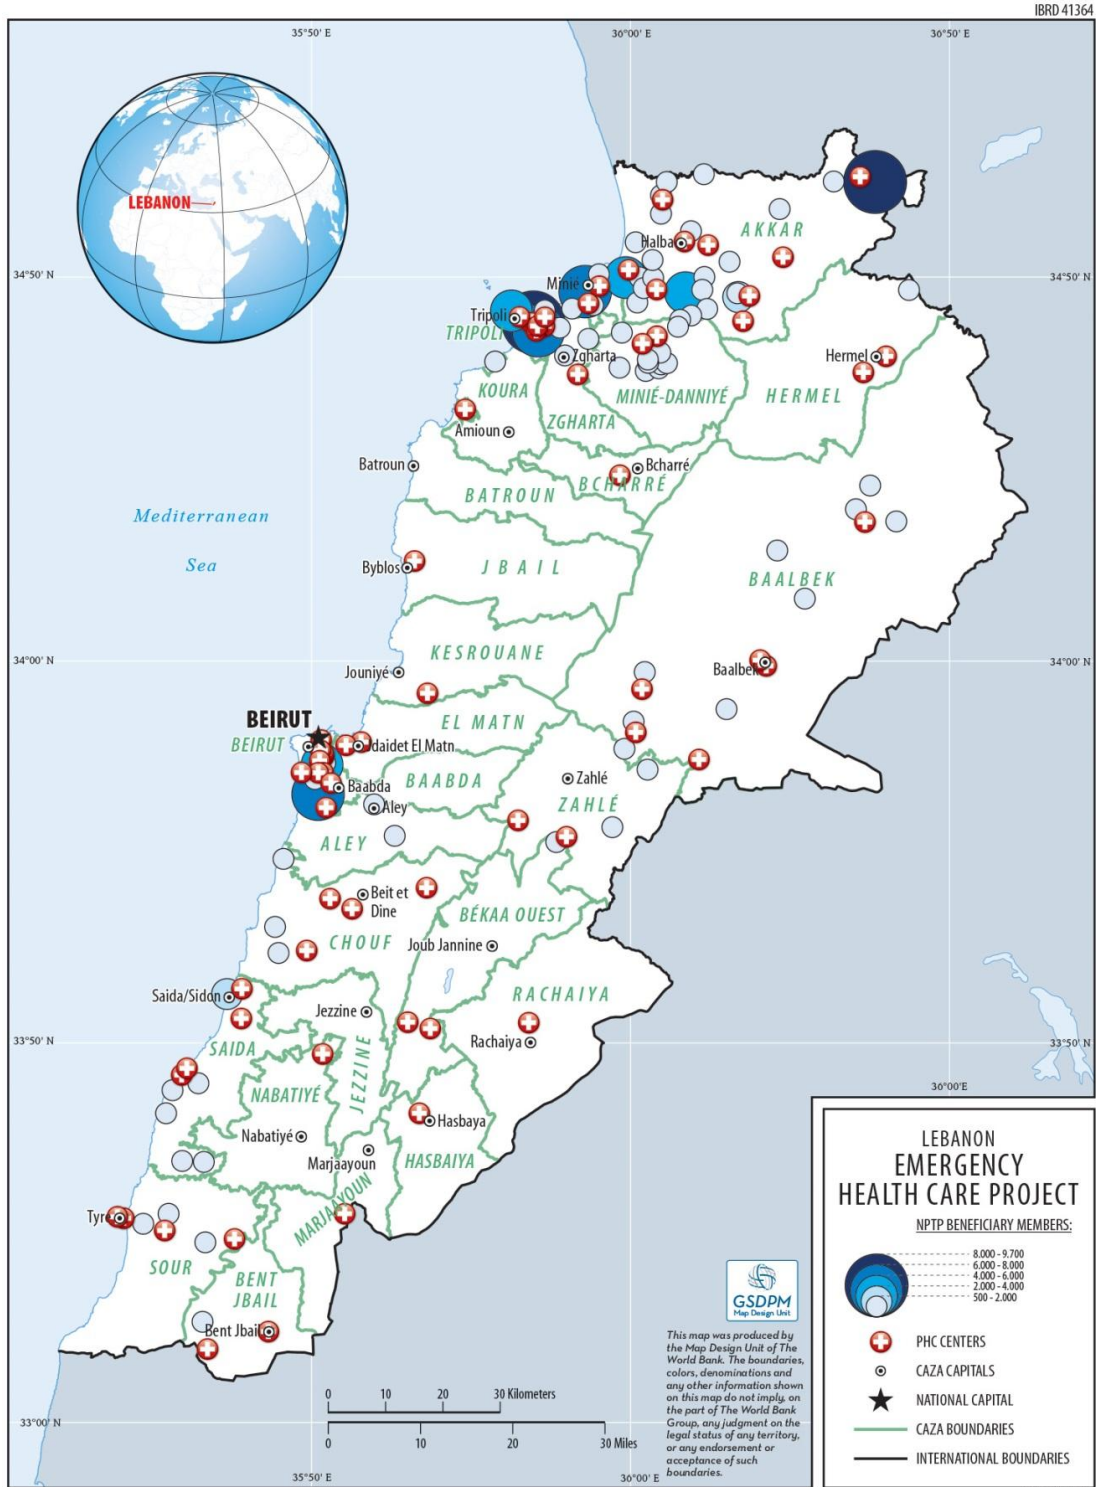 IBRD 41364
35°50' E
36°00' E
36°50' E
LEBANON
AKKAR
Halba
34°50' N
34°50' N
Minié
Tripoli
TRIPOLI
Zgharta
Hermel
KOURA
MINIÉ-DANNIYÉ
HERMEL
ZGHARTA
Amioun
Batroun
Bcharré
BCHARRÉ
BATROUN
Mediterranean
Sea
Byblos
JBAIL
BAALBEK
KESROUANE
34°00' N
34°00' N
Baalbek
Jouniyé
EL MATN
BEIRUT
BEIRUT
Jdaidet El Matn
BAABDA
Baabda
Zahlé
ZAHLÉ
Aley
ALEY
Beit et
Dine
BÉKAA OUEST
CHOUF
Joub Jannine
Saida/Sidon
RACHAIYA
Jezzine
Rachaiya
33°50' N
33°50' N
SAIDA
JEZZINE
36°00'E
NABATIYÉ
Hasbaya
Nabatiyé
Marjaayoun
HASBAIYA
MARJAAYOUN
Tyre
SOUR
BENT
JBAIL
Bent Jbail
33°00' N
0 10 20 30 Kilometers
0 10 20 30 Miles
35°50' E
36°00' E
GSDPM
Map Design Unit
This map was produced by
the Map Design Unit of The
World Bank. The boundaries,
colors, denominations and
any other information shown
on this map do not imply, on
the part of The World Bank
Group, any judgment on the
legal status of any territory,
or any endorsement or
acceptance of such
boundaries.
LEBANON
EMERGENCY
HEALTH CARE PROJECT
NPTP BENEFICIARY MEMBERS:
8.000 - 9.700
6.000 - 8.000
4.000 - 6.000
2.000 - 4.000
500 - 2.000
PHC CENTERS
CAZA CAPITALS
NATIONAL CAPITAL
CAZA BOUNDARIES
INTERNATIONAL BOUNDARIES